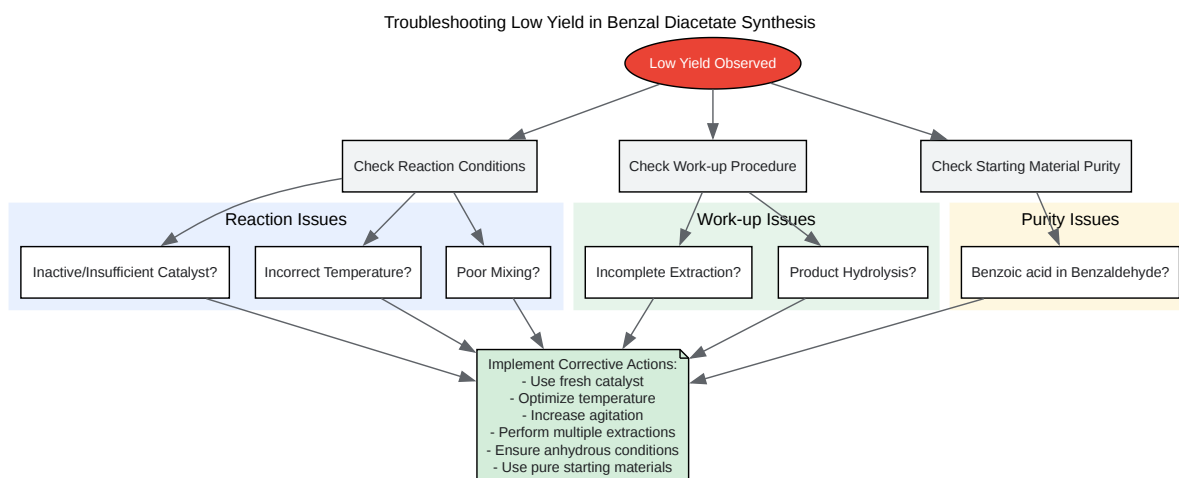 Troubleshooting Low Yield in Benzal Diacetate Synthesis
Low Yield Observed
Check Reaction Conditions
Check Work-up Procedure
Check Starting Material Purity
Reaction Issues
Work-up Issues
Purity Issues
Inactive/Insufficient Catalyst?
Incorrect Temperature?
Poor Mixing?
Incomplete Extraction?
Product Hydrolysis?
Benzoic acid in Benzaldehyde?
Implement Corrective Actions:
- Use fresh catalyst
- Optimize temperature
- Increase agitation
- Perform multiple extractions
- Ensure anhydrous conditions
- Use pure starting materials